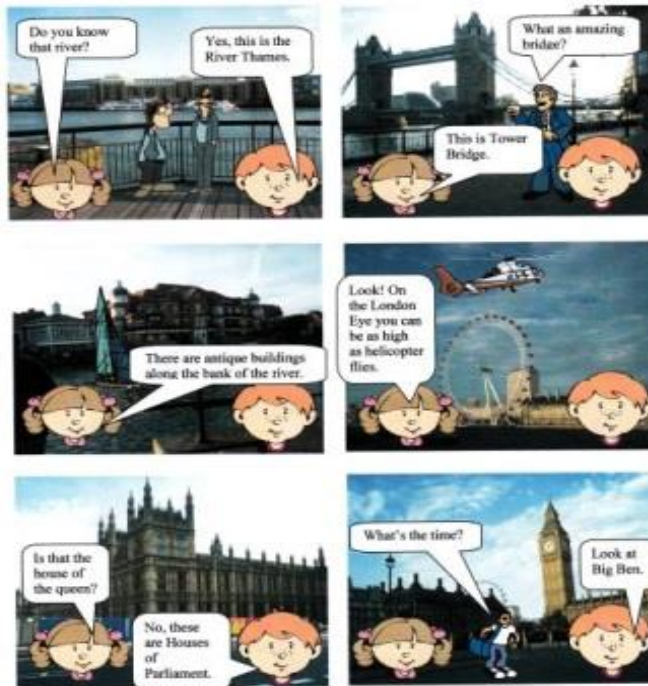 Do you know
that river?
Yes, this is the
River Thames.
What an amazing
bridge?
This is Tower
Bridge.
There are antique buildings
along the bank of the river.
Look! On
the London
Eye you can
be as high
as helicopter
flies.
Is that the
house of
the queen?
No, these
are Houses
of
Parliament.
What's the time?
Look at
Big Ben.